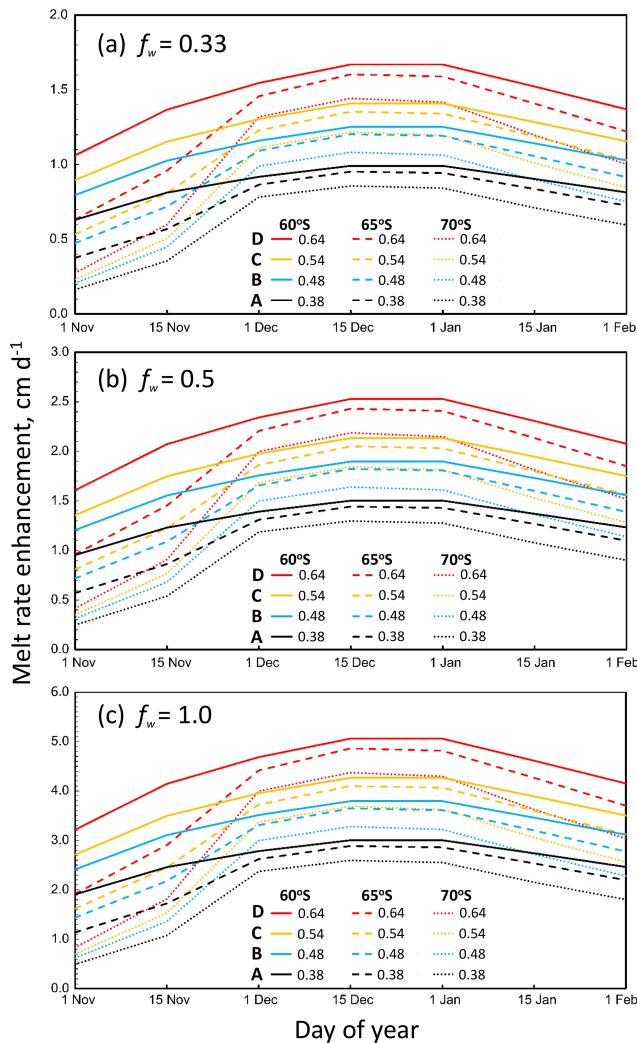 Melt rate enhancement, cm d-1
(a) fw = 0.33
2.0
1.5
1.0
0.5
0.0
60ºS 65ºS 70ºS
D 0.64 0.64 0.64
C 0.54 0.54 0.54
B 0.48 0.48 0.48
A 0.38 0.38 0.38
1 Nov 15 Nov 1 Dec 15 Dec 1 Jan 15 Jan 1 Feb
(b) fw = 0.5
3.0
2.5
2.0
1.5
1.0
0.5
0.0
60ºS 65ºS 70ºS
D 0.64 0.64 0.64
C 0.54 0.54 0.54
B 0.48 0.48 0.48
A 0.38 0.38 0.38
1 Nov 15 Nov 1 Dec 15 Dec 1 Jan 15 Jan 1 Feb
(c) fw = 1.0
6.0
5.0
4.0
3.0
2.0
1.0
0.0
60ºS 65ºS 70ºS
D 0.64 0.64 0.64
C 0.54 0.54 0.54
B 0.48 0.48 0.48
A 0.38 0.38 0.38
1 Nov 15 Nov 1 Dec 15 Dec 1 Jan 15 Jan 1 Feb
Day of year